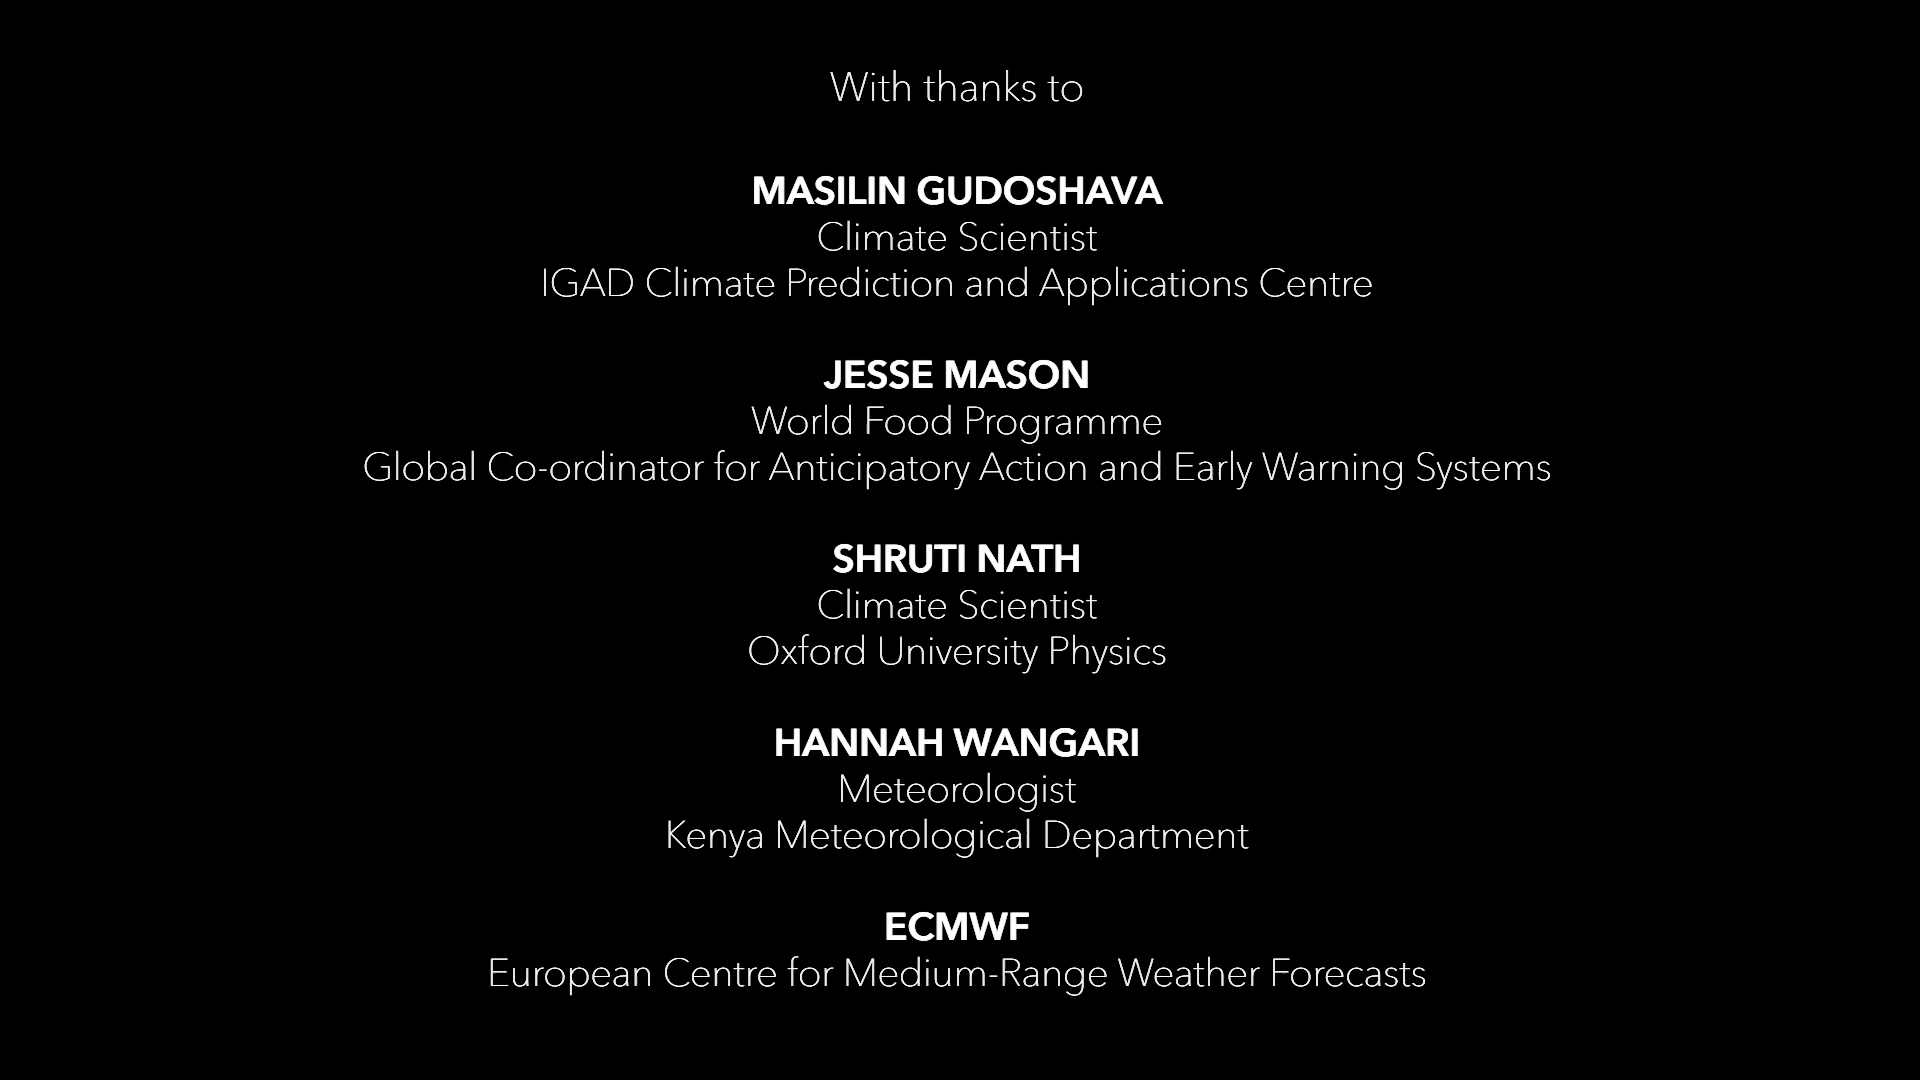 With thanks to
MASILIN GUDOSHAVA
Climate Scientist
IGAD Climate Prediction and Applications Centre
JESSE MASON
World Food Programme
Global Co-ordinator for Anticipatory Action and Early Warning Systems
SHRUTI NATH
Climate Scientist
Oxford University Physics
HANNAH WANGARI
Meteorologist
Kenya Meteorological Department
ECMWF
European Centre for Medium-Range Weather Forecasts